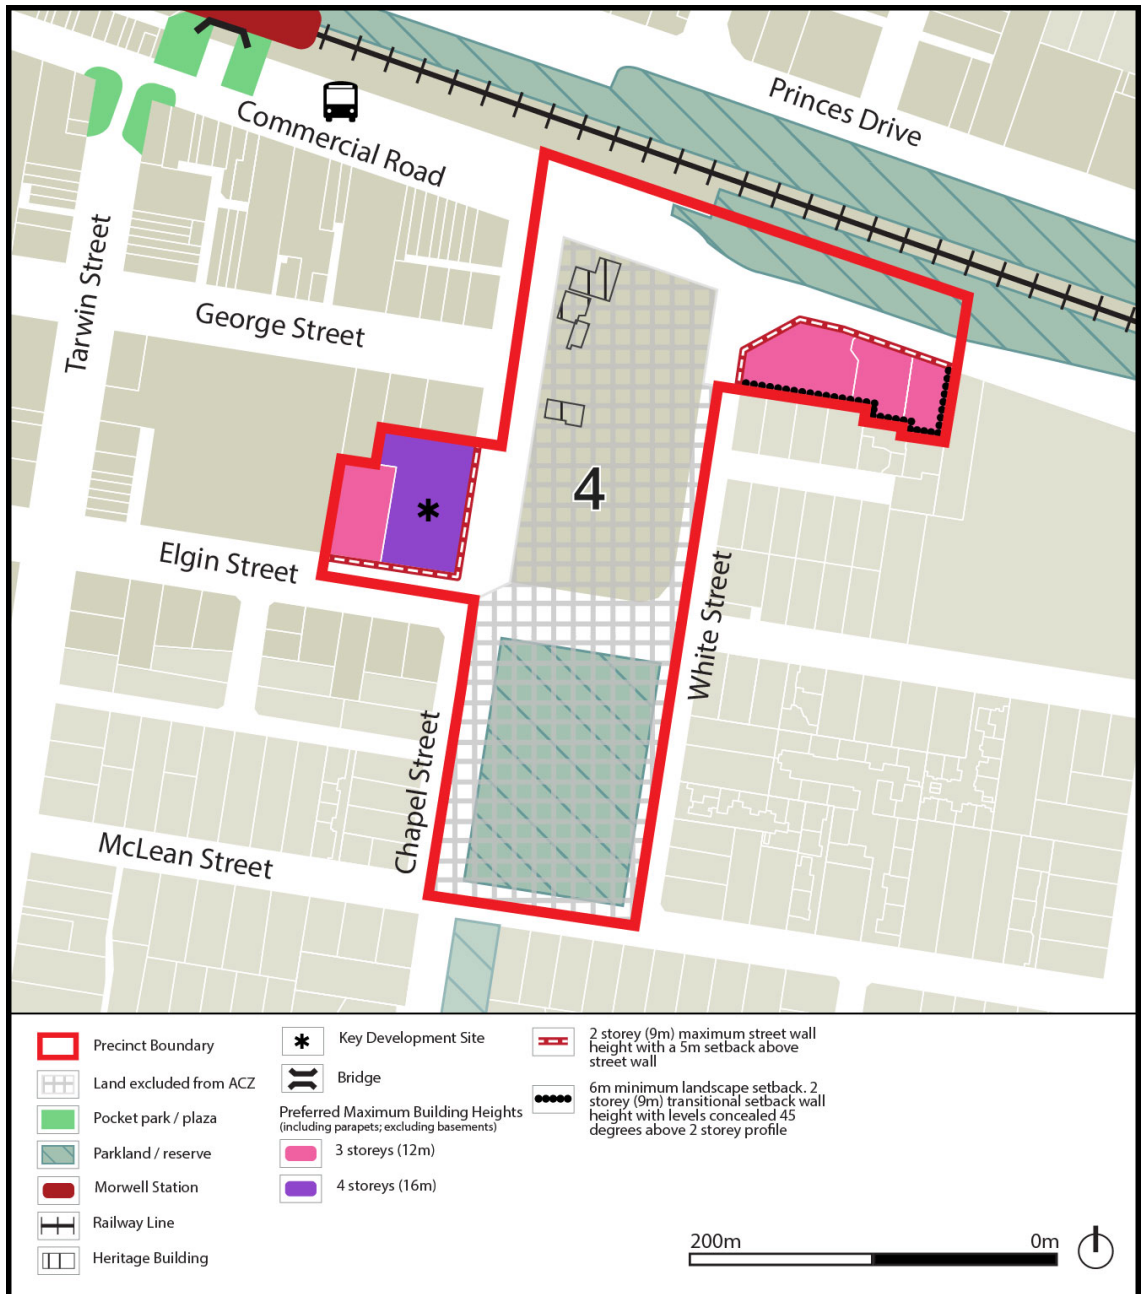 Princes Drive
Commercial Road
Tarwin Street
George Street
4
Elgin Street
White Street
Chapel Street
McLean Street
Precinct Boundary
Land excluded from ACZ
Pocket park / plaza
Parkland / reserve
Morwell Station
Railway Line
Heritage Building
Key Development Site
Bridge
Preferred Maximum Building Heights
(including parapets; excluding basements)
3 storeys (12m)
4 storeys (16m)
2 storey (9m) maximum street wall
height with a 5m setback above
street wall
6m minimum landscape setback. 2
storey (9m) transitional setback wall
height with levels concealed 45
degrees above 2 storey profile
200m 0m